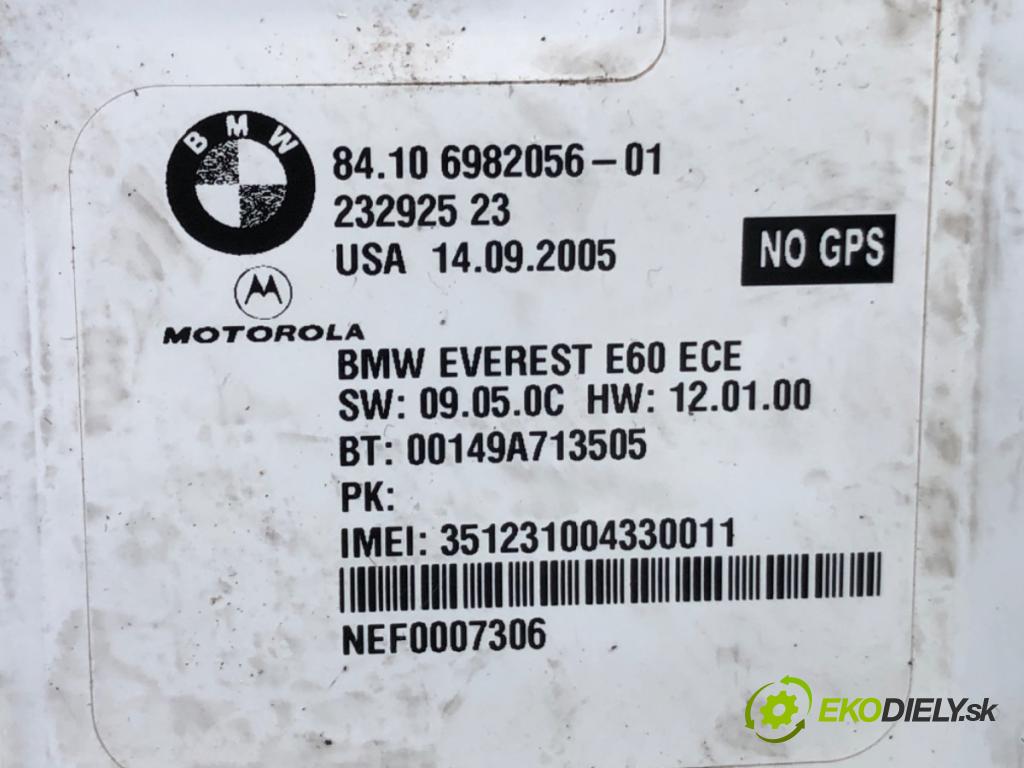 BMW
84.10 6982056-01
232925 23
USA 14.09.2005
NO GPS
MOTOROLA
BMW EVEREST E60 ECE
SW: 09.05.0C HW: 12.01.00
BT: 00149A713505
PK:
IMEI: 351231004330011
NEF0007306
EKODIELY.sk